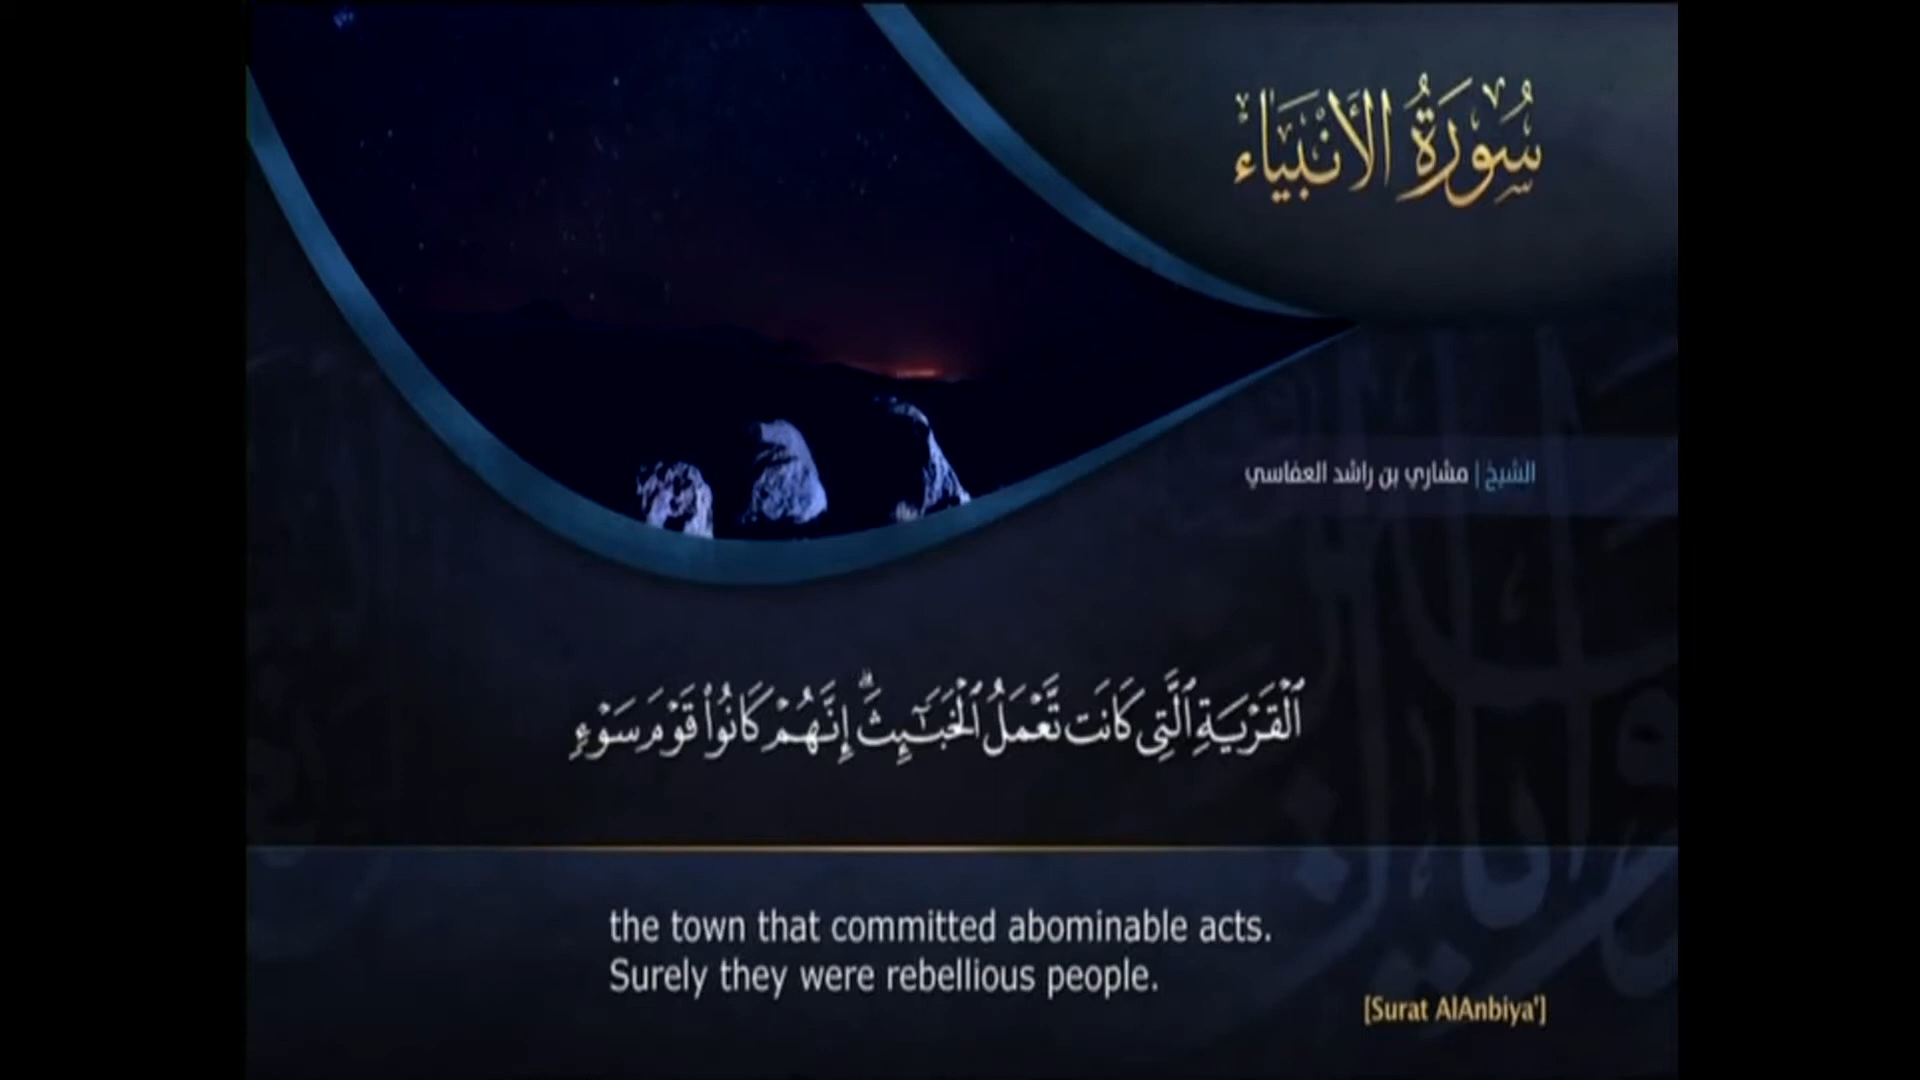 سُورَةُ الأَنْبِيَاءِ
الشيخ | مشاري بن راشد العفاسي
ٱلْقَرْيَةِ ٱلَّتِى كَانَت تَّعْمَلُ ٱلْخَبَـٰٓئِثَ ۗ إِنَّهُمْ كَانُوا۟ قَوْمَ سَوْءٍ
the town that committed abominable acts.
Surely they were rebellious people.
[Surat AlAnbiya']